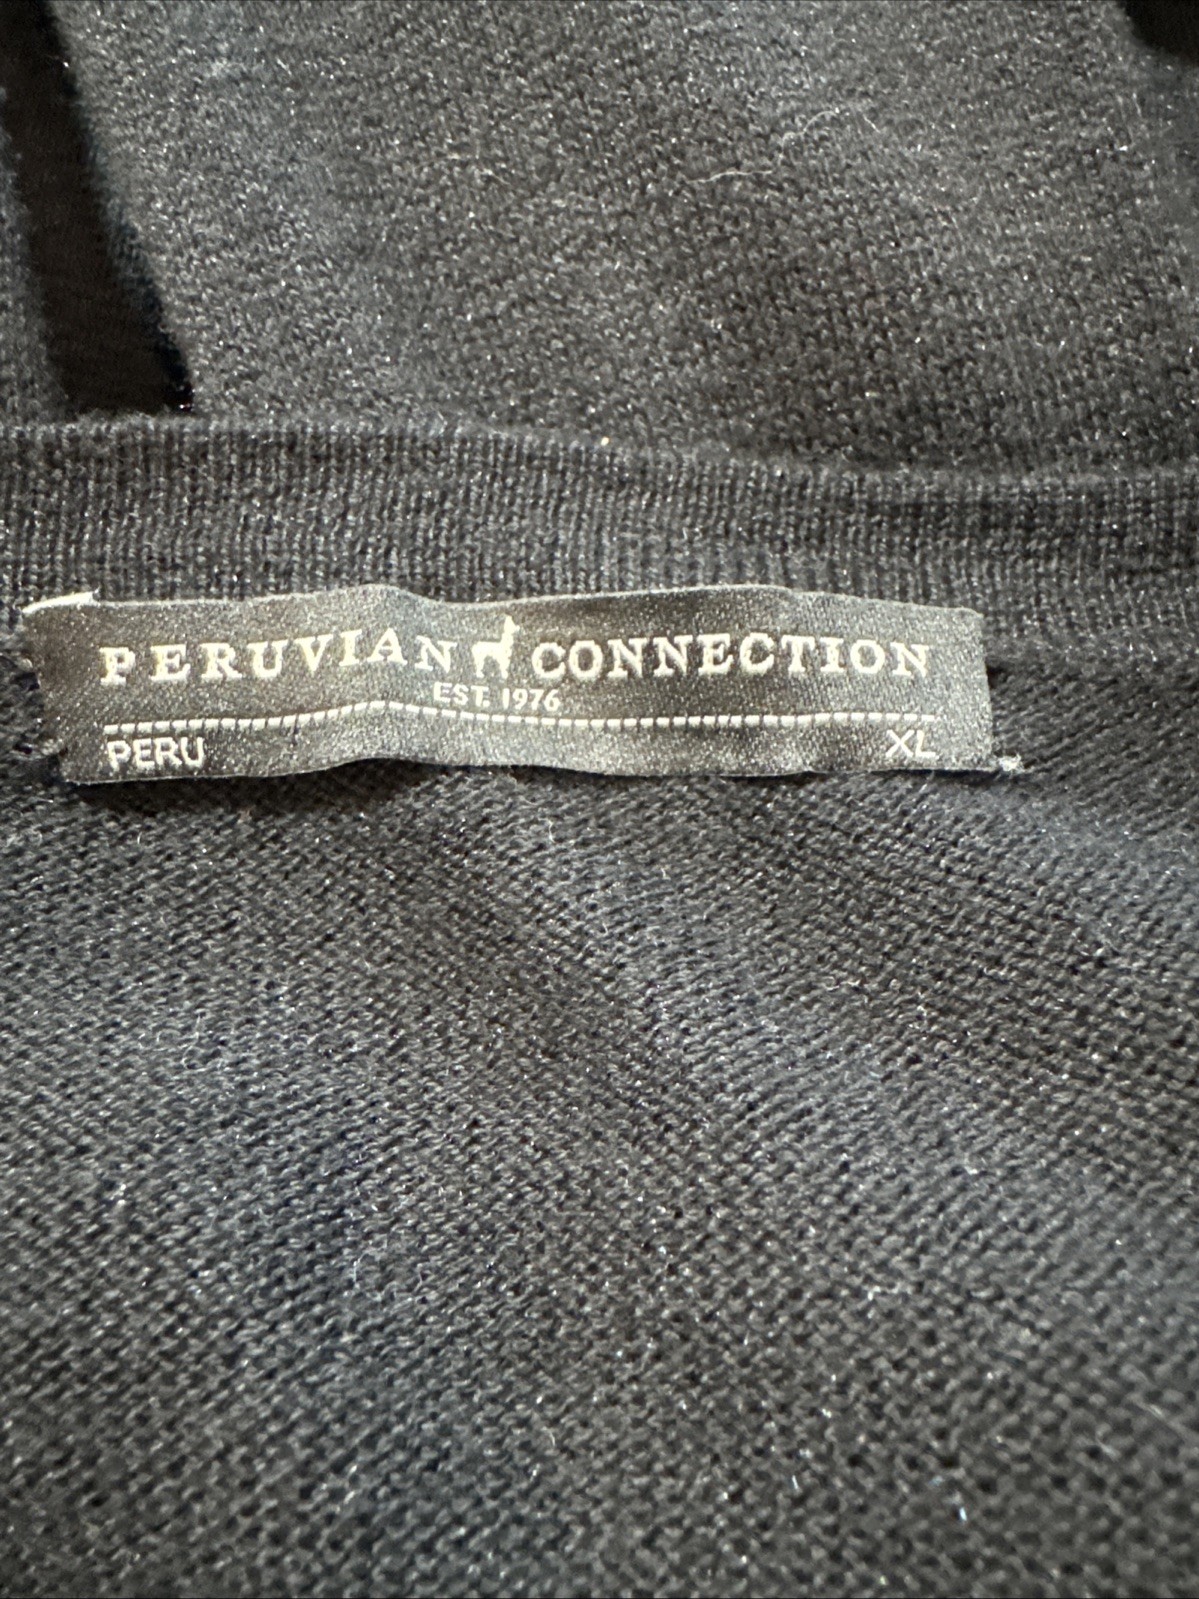 PERUVIAN CONNECTION
EST. 1976
PERU XL